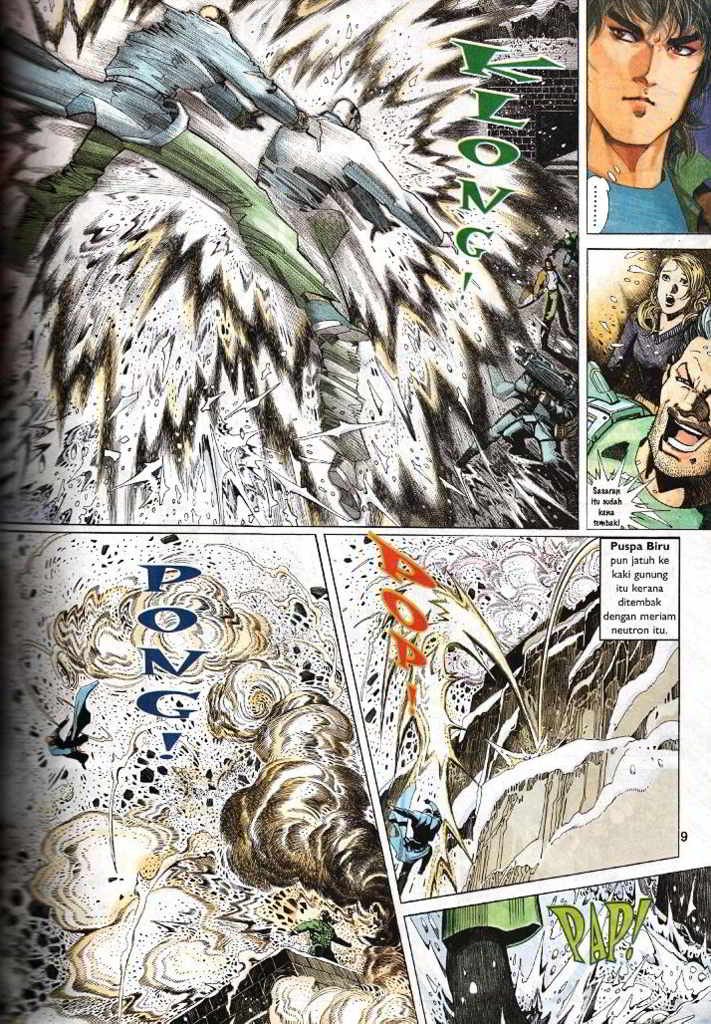 KLONG!
......
Sasaran
itu sudah
kena
tembak!
PONG!
POP!
Puspa Biru
pun jatuh ke
kaki gunung
itu kerana
ditembak
dengan meriam
neutron itu.
9
PAP!